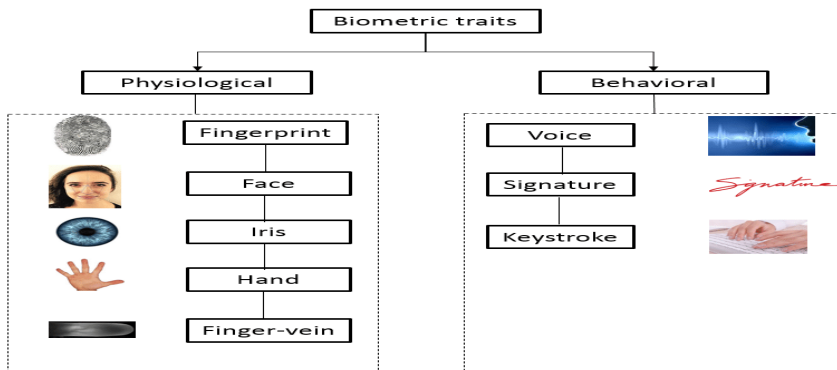 Biometric traits
Physiological
Behavioral
Fingerprint
Face
Iris
Hand
Finger-vein
Voice
Signature
Keystroke
Signature